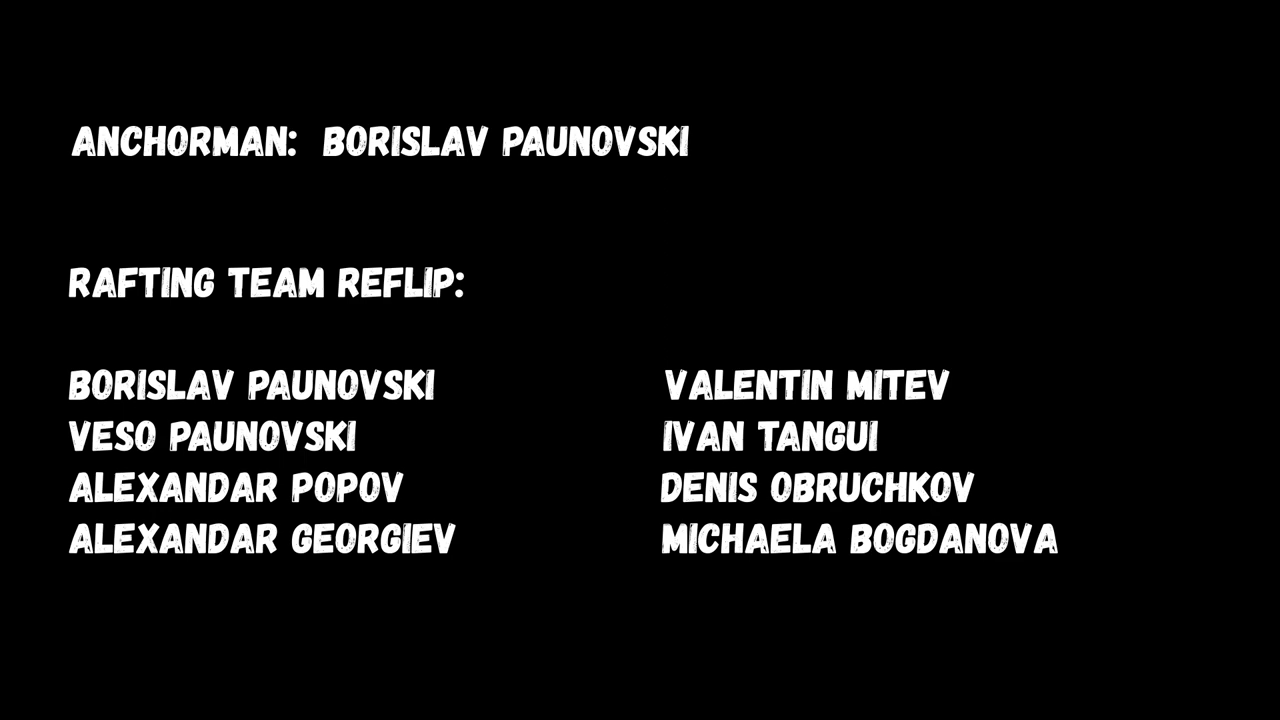 ANCHORMAN: BORISLAV PAUNOVSKI
RAFTING TEAM REFLIP:
BORISLAV PAUNOVSKI
VESO PAUNOVSKI
ALEXANDAR POPOV
ALEXANDAR GEORGIEV
VALENTIN MITEV
IVAN TANGUI
DENIS OBRUCHKOV
MICHAELA BOGDANOVA